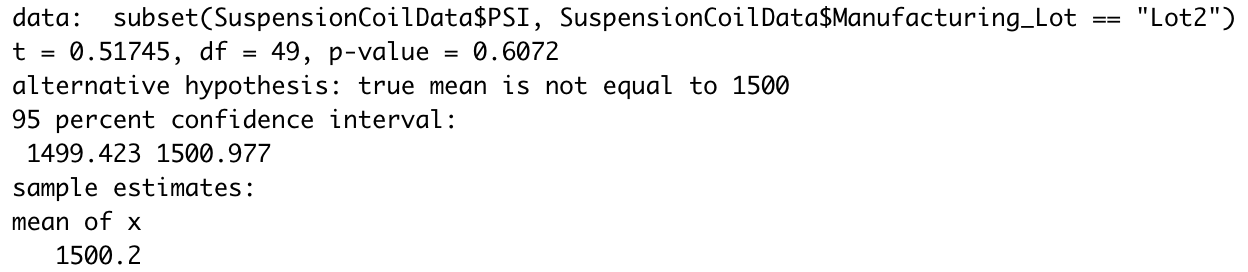 data:  subset(SuspensionCoilData$PSI, SuspensionCoilData$Manufacturing_Lot == "Lot2")
t = 0.51745, df = 49, p-value = 0.6072
alternative hypothesis: true mean is not equal to 1500
95 percent confidence interval:
 1499.423 1500.977
sample estimates:
mean of x
   1500.2